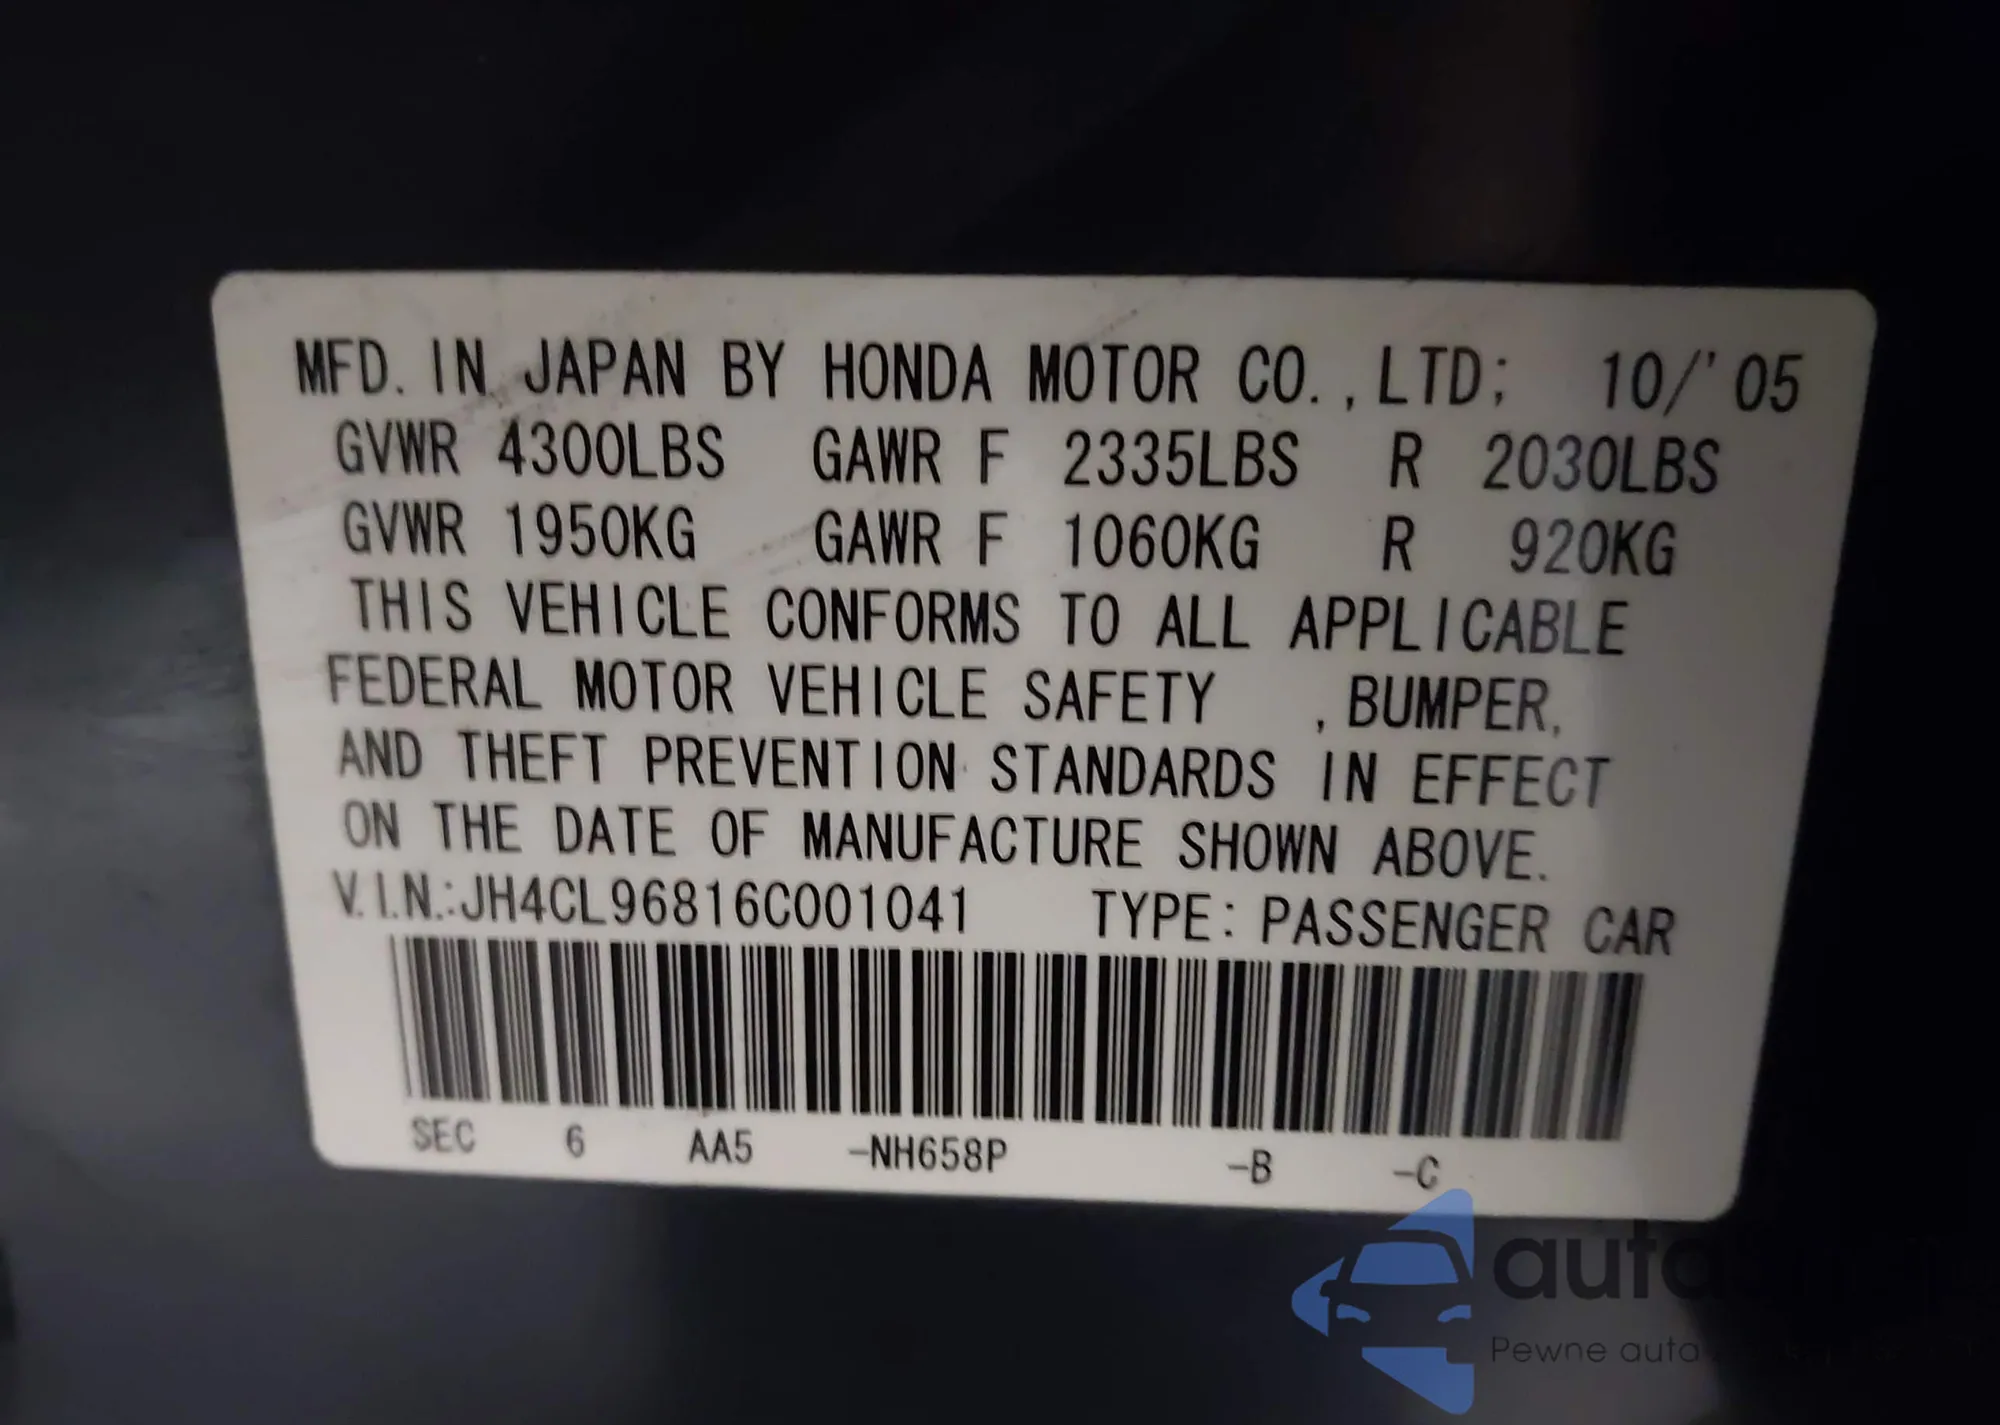 MFD. IN JAPAN BY HONDA MOTOR CO.,LTD; 10/'05
GVWR 4300LBS GAWR F 2335LBS R 2030LBS
GVWR 1950KG GAWR F 1060KG R 920KG
THIS VEHICLE CONFORMS TO ALL APPLICABLE
FEDERAL MOTOR VEHICLE SAFETY ,BUMPER,
AND THEFT PREVENTION STANDARDS IN EFFECT
ON THE DATE OF MANUFACTURE SHOWN ABOVE.
V.I.N.:JH4CL96816C001041 TYPE: PASSENGER CAR
SEC 6 AA5 -NH658P -B -C
Pewne auta